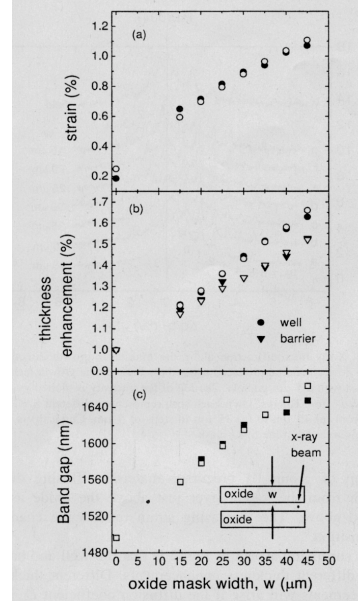 (a)
1.2
1.0
0.8
0.6
0.4
0.2
strain (%)
(b)
1.7
1.6
1.5
1.4
1.3
1.2
1.1
1.0
0.9
thickness
enhancement (%)
well
barrier
(c)
1640
1600
1560
1520
1480
Band gap (nm)
x-ray
beam
oxide w
oxide
0 5 10 15 20 25 30 35 40 45 50
oxide mask width, w (μm)